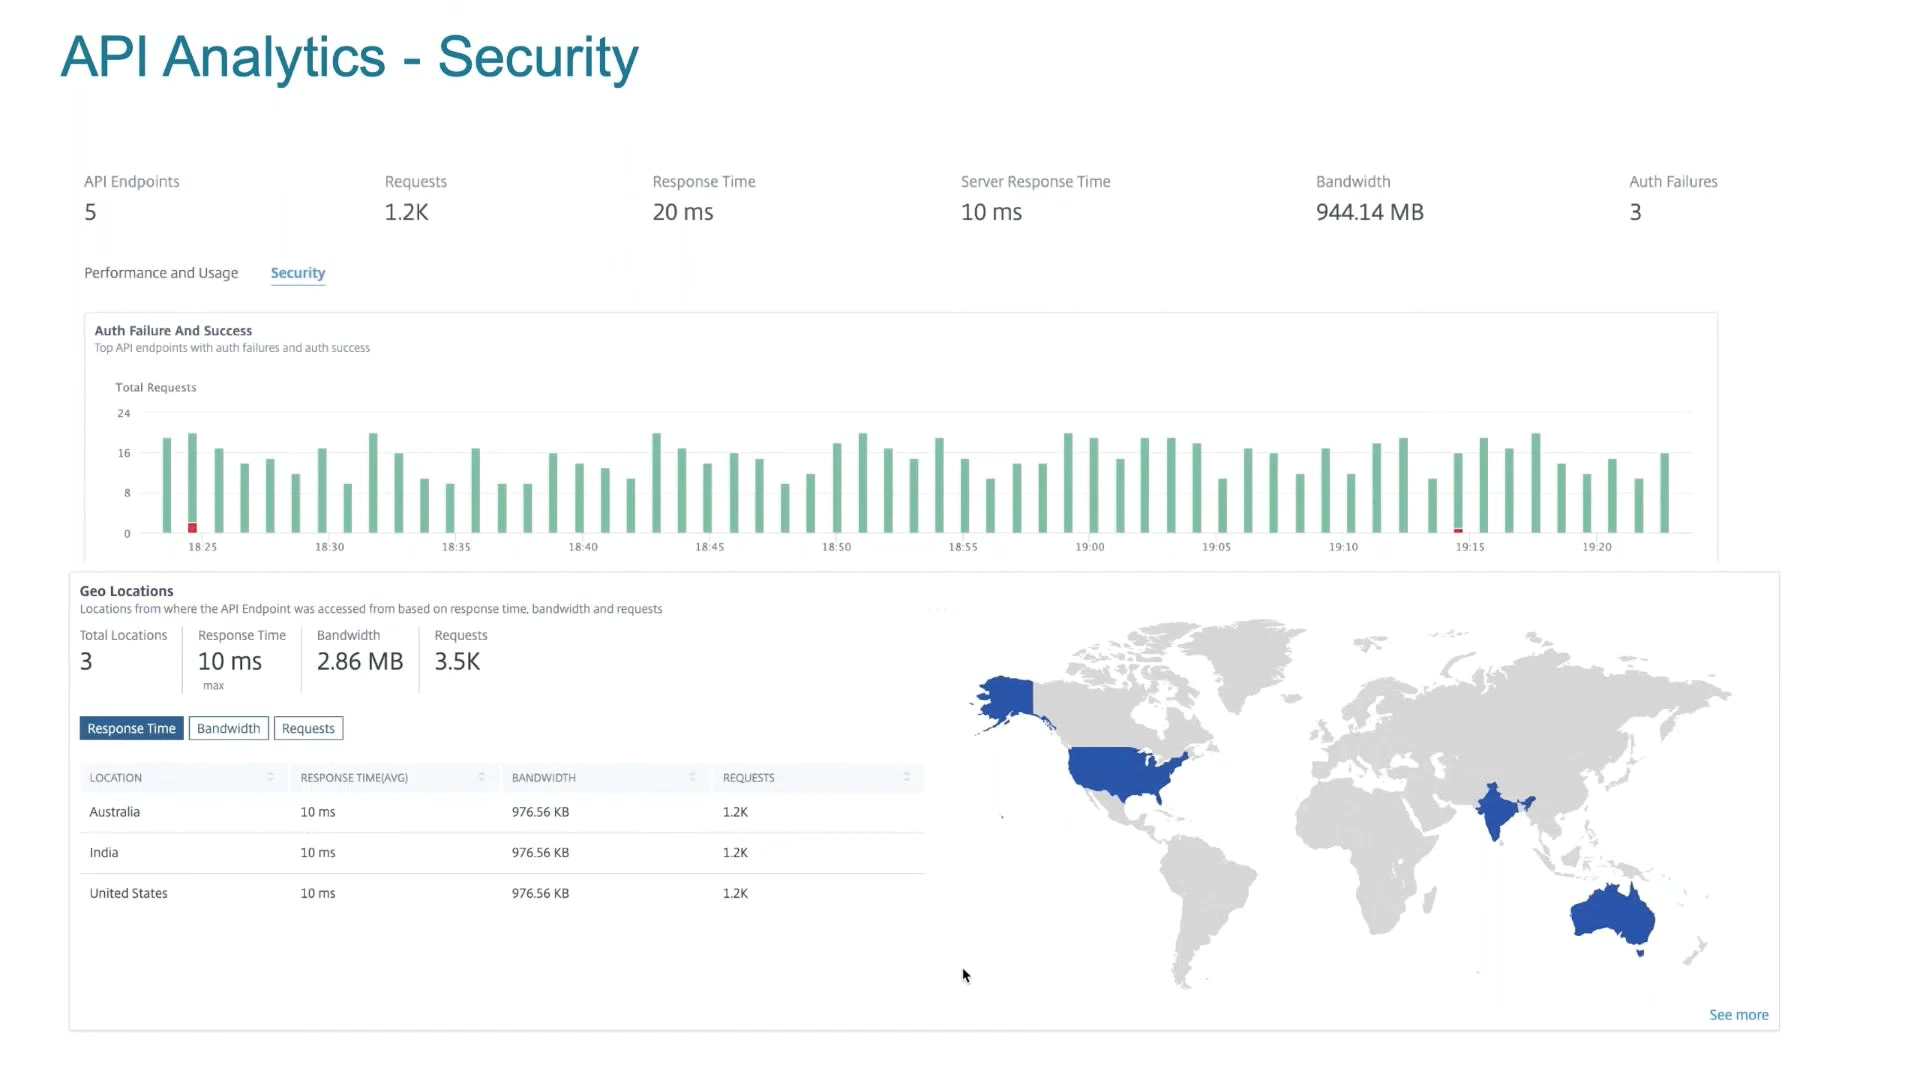 API Analytics - Security
API Endpoints Requests Response Time Server Response Time Bandwidth Auth Failures
5 1.2K 20 ms 10 ms 944.14 MB 3
Performance and Usage Security
Auth Failure And Success
Top API endpoints with auth failures and auth success
Total Requests
24
16
8
0
18:25 18:30 18:35 18:40 18:45 18:50 18:55 19:00 19:05 19:10 19:15 19:20
Geo Locations
Locations from where the API Endpoint was accessed from based on response time, bandwidth and requests
Total Locations Response Time Bandwidth Requests
3 10 ms 2.86 MB 3.5K
max
Response Time Bandwidth Requests
LOCATION RESPONSE TIME(AVG) BANDWIDTH REQUESTS
Australia 10 ms 976.56 KB 1.2K
India 10 ms 976.56 KB 1.2K
United States 10 ms 976.56 KB 1.2K
See more